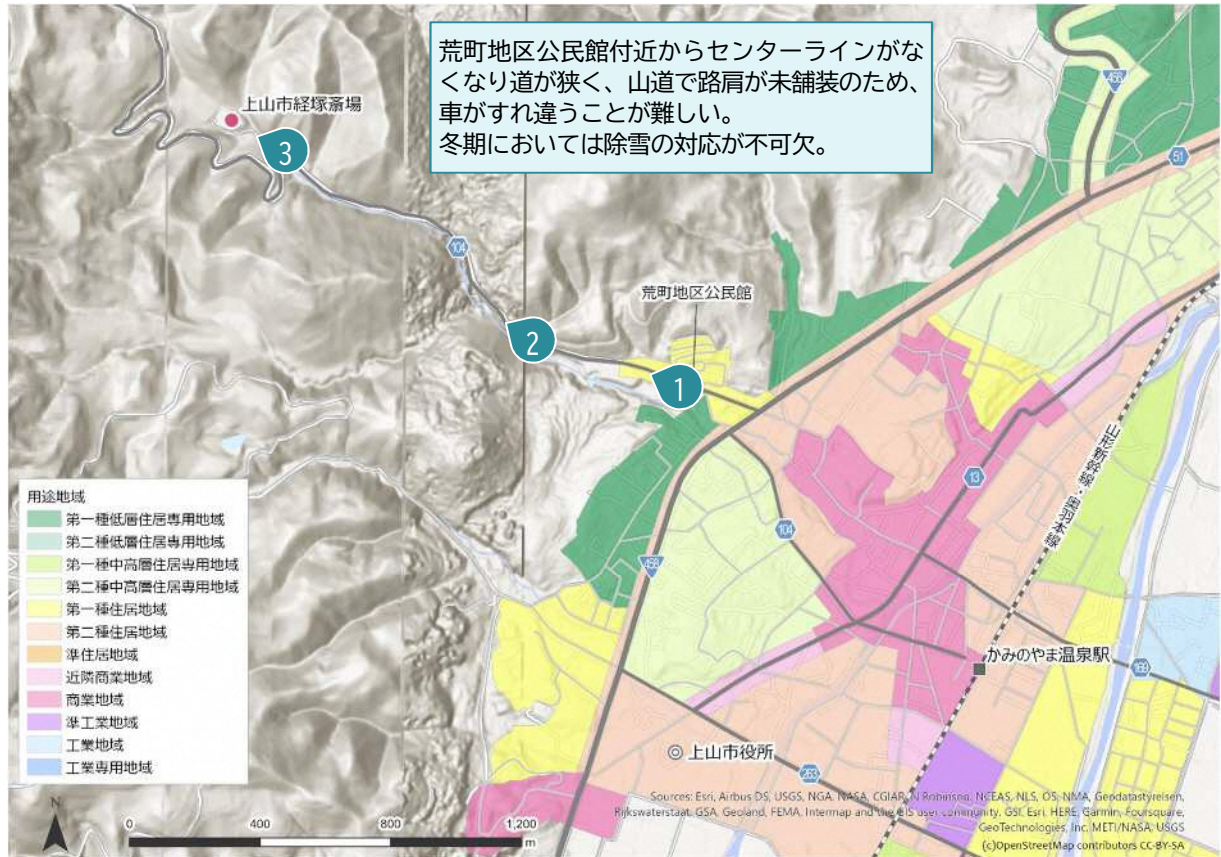 荒町地区公民館付近からセンターラインがな
くなり道が狭く、山道で路肩が未舗装のため、
車がすれ違うことが難しい。
冬期においては除雪の対応が不可欠。
458
51
上山市経塚斎場
3
104
荒町地区公民館
2
1
山形新幹線・奥羽本線
13
104
458
用途地域
第一種低層住居専用地域
第二種低層住居専用地域
第一種中高層住居専用地域
第二種中高層住居専用地域
第一種住居地域
第二種住居地域
準住居地域
近隣商業地域
商業地域
準工業地域
工業地域
工業専用地域
かみのやま温泉駅
169
上山市役所
263
N
0 400 800 1,200
m
Sources: Esri, Airbus DS, USGS, NGA, NASA, CGIAR, N Robinson, NCEAS, NLS, OS, NMA, Geodatastyrelsen,
Rijkswaterstaat, GSA, Geoland, FEMA, Intermap and the GIS user community, GSI, Esri, HERE, Garmin, Foursquare,
GeoTechnologies, Inc, METI/NASA, USGS
(c)OpenStreetMap contributors CC-BY-SA